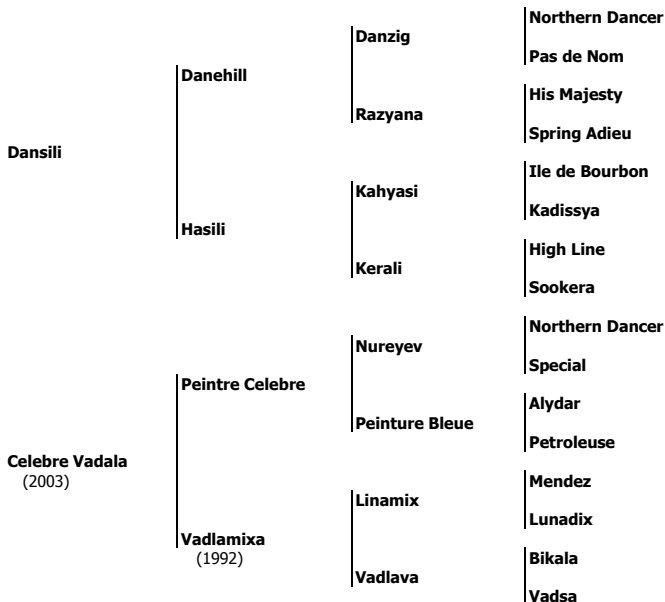 Northern Dancer
Danzig
Pas de Nom
Danehill
His Majesty
Razyana
Spring Adieu
Dansili
Ile de Bourbon
Kahyasi
Kadissya
Hasili
High Line
Kerali
Sookera
Northern Dancer
Nureyev
Special
Peintre Celebre
Alydar
Peinture Bleue
Petroleuse
Celebre Vadala
(2003)
Mendez
Linamix
Lunadix
Vadlamixa
(1992)
Bikala
Vadlava
Vadsa